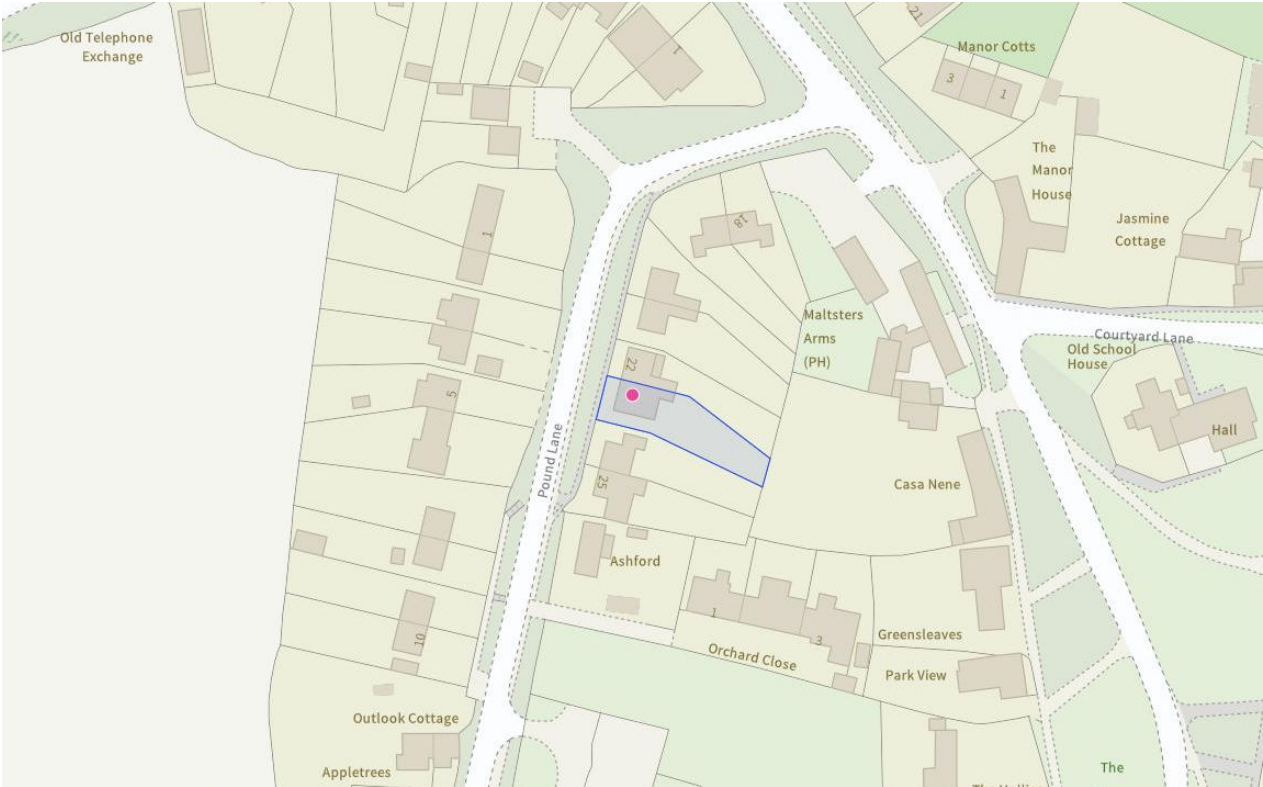 Old Telephone
Exchange
1
21
Manor Cotts
3
1
The
Manor
House
Jasmine
Cottage
18
1
Maltsters
Arms
(PH)
Courtyard Lane
Old School
House
22
5
Hall
Pound Lane
25
Casa Nene
Ashford
1
3
10
Orchard Close
Greensleaves
Park View
Outlook Cottage
Appletrees
The